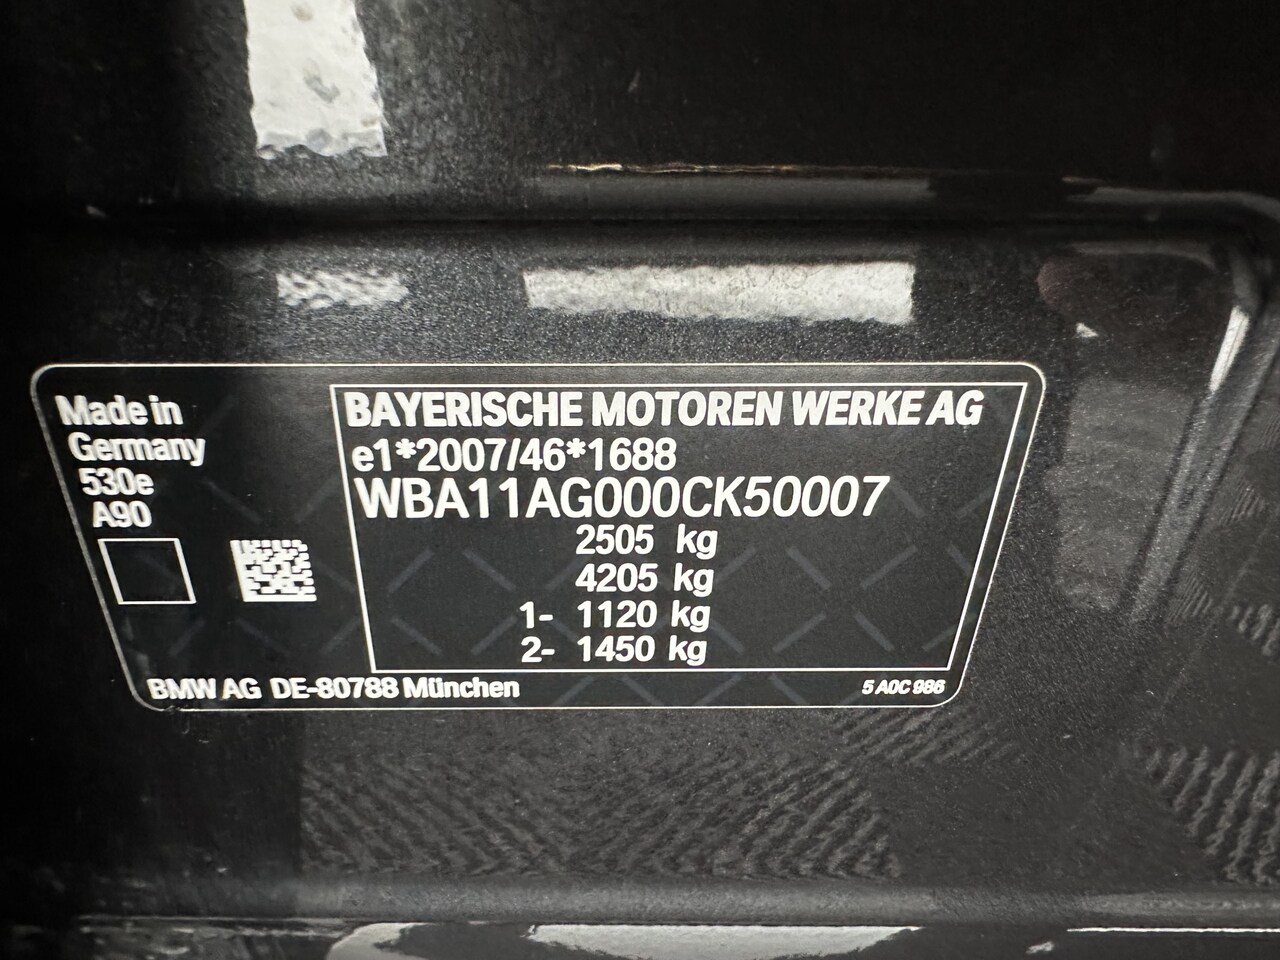 Made in
Germany
530e
A90
BAYERISCHE MOTOREN WERKE AG
e1*2007/46*1688
WBA11AG000CK50007
2505 kg
4205 kg
1- 1120 kg
2- 1450 kg
BMW AG DE-80788 München
5 A0C 986